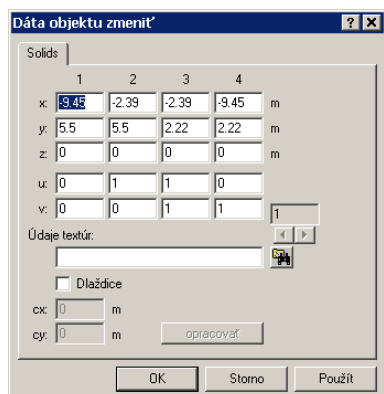 Dáta objektu zmeniť
Solids
1 2 3 4
x: -9.45 -2.39 -2.39 -9.45 m
y: 5.5 5.5 2.22 2.22 m
z: 0 0 0 0 m
u: 0 1 1 0
v: 0 0 1 1
1
Údaje textúr:
Dlaždice
cx: 0 m
cy: 0 m opracovať
OK Storno Použít